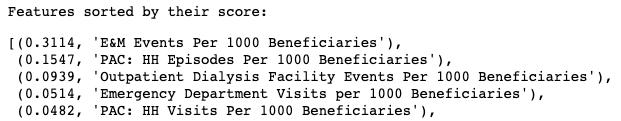 Features sorted by their score:
[(0.3114, 'E&M Events Per 1000 Beneficiaries'),
(0.1547, 'PAC: HH Episodes Per 1000 Beneficiaries'),
(0.0939, 'Outpatient Dialysis Facility Events Per 1000 Beneficiaries'),
(0.0514, 'Emergency Department Visits per 1000 Beneficiaries'),
(0.0482, 'PAC: HH Visits Per 1000 Beneficiaries'),